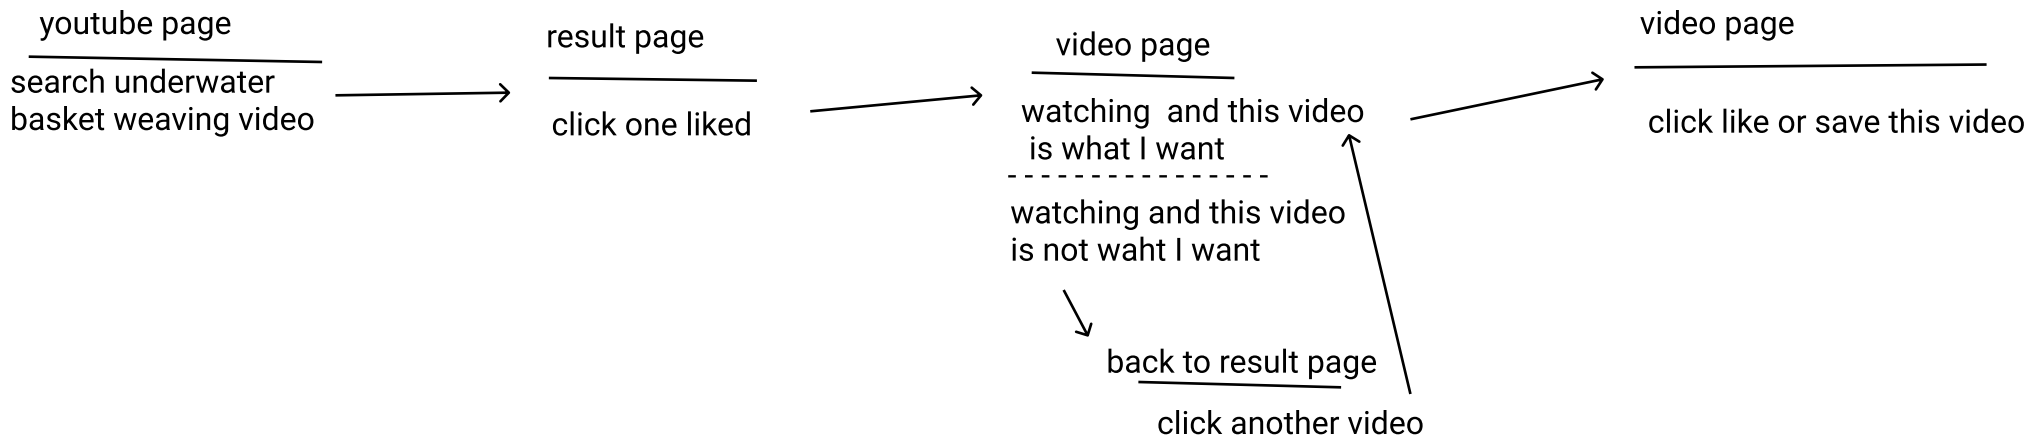 youtube page
search underwater
basket weaving video
result page
click one liked
video page
watching  and this video
is what I want
watching and this video
is not waht I want
back to result page
click another video
video page
click like or save this video